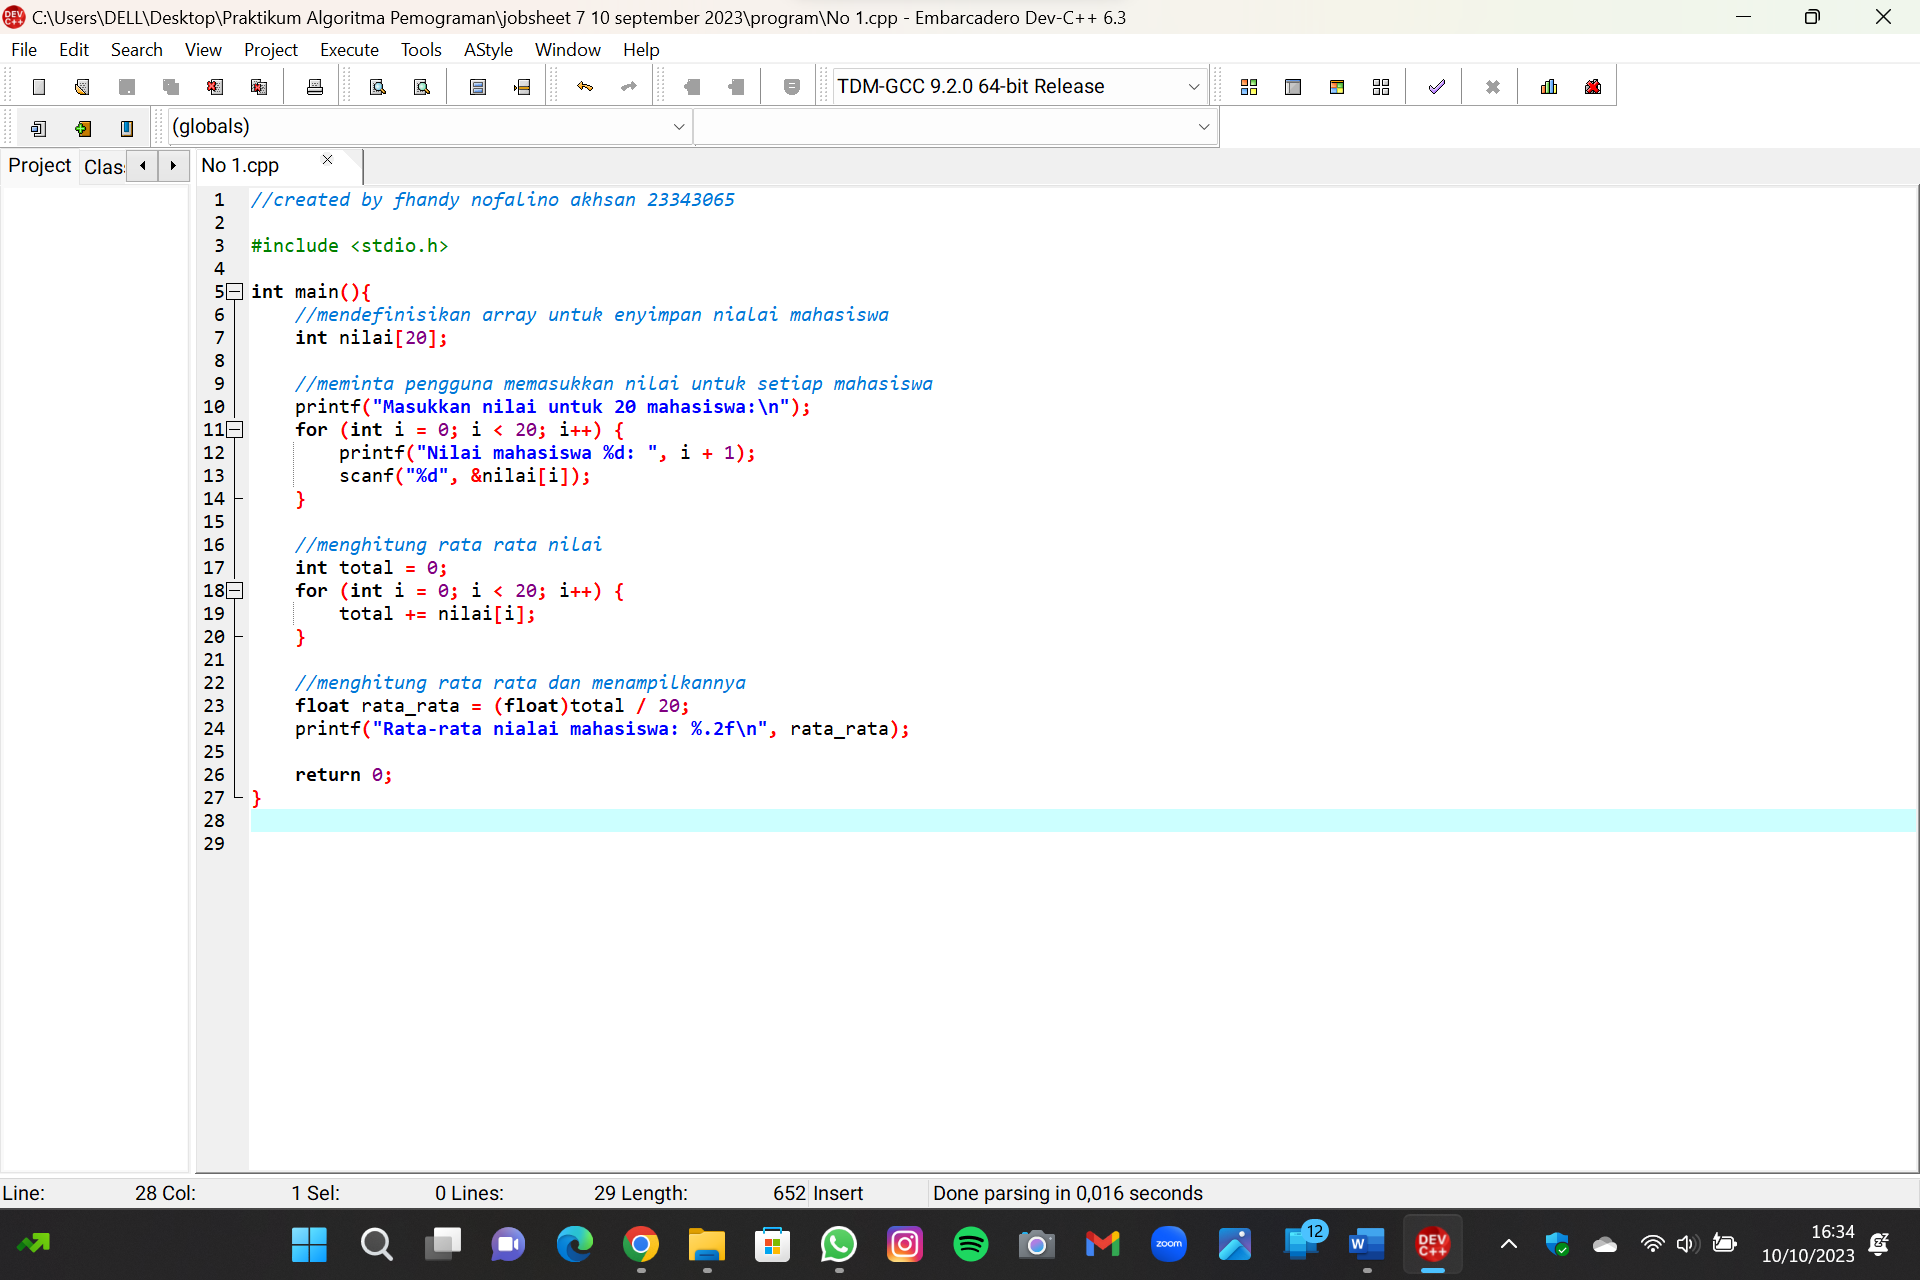 C:\Users\DELL\Desktop\Praktikum Algoritma Pemograman\jobsheet 7 10 september 2023\program\No 1.cpp - Embarcadero Dev-C++ 6.3
File Edit Search View Project Execute Tools AStyle Window Help
TDM-GCC 9.2.0 64-bit Release
(globals)
Project Clas No 1.cpp
1 //created by fhandy nofalino akhsan 23343065
2
3 #include <stdio.h>
4
5 int main(){
6 //mendefinisikan array untuk enyimpan nialai mahasiswa
7 int nilai[20];
8
9 //meminta pengguna memasukkan nilai untuk setiap mahasiswa
10 printf("Masukkan nilai untuk 20 mahasiswa:\n");
11 for (int i = 0; i < 20; i++) {
12 printf("Nilai mahasiswa %d: ", i + 1);
13 scanf("%d", &nilai[i]);
14 }
15
16 //menghitung rata rata nilai
17 int total = 0;
18 for (int i = 0; i < 20; i++) {
19 total += nilai[i];
20 }
21
22 //menghitung rata rata dan menampilkannya
23 float rata_rata = (float)total / 20;
24 printf("Rata-rata nialai mahasiswa: %.2f\n", rata_rata);
25
26 return 0;
27 }
28
29
Line: 28 Col: 1 Sel: 0 Lines: 29 Length: 652 Insert Done parsing in 0,016 seconds
zoom
12
W
DEV C++
16:34
10/10/2023